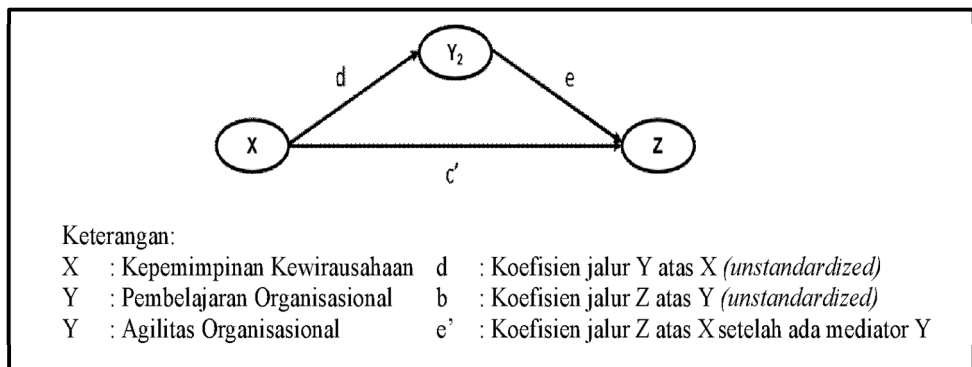 Y₂
d
e
X
Z
c'
Keterangan:
X : Kepemimpinan Kewirausahaan d : Koefisien jalur Y atas X (unstandardized)
Y : Pembelajaran Organisasional b : Koefisien jalur Z atas Y (unstandardized)
Y : Agilitas Organisasional e' : Koefisien jalur Z atas X setelah ada mediator Y